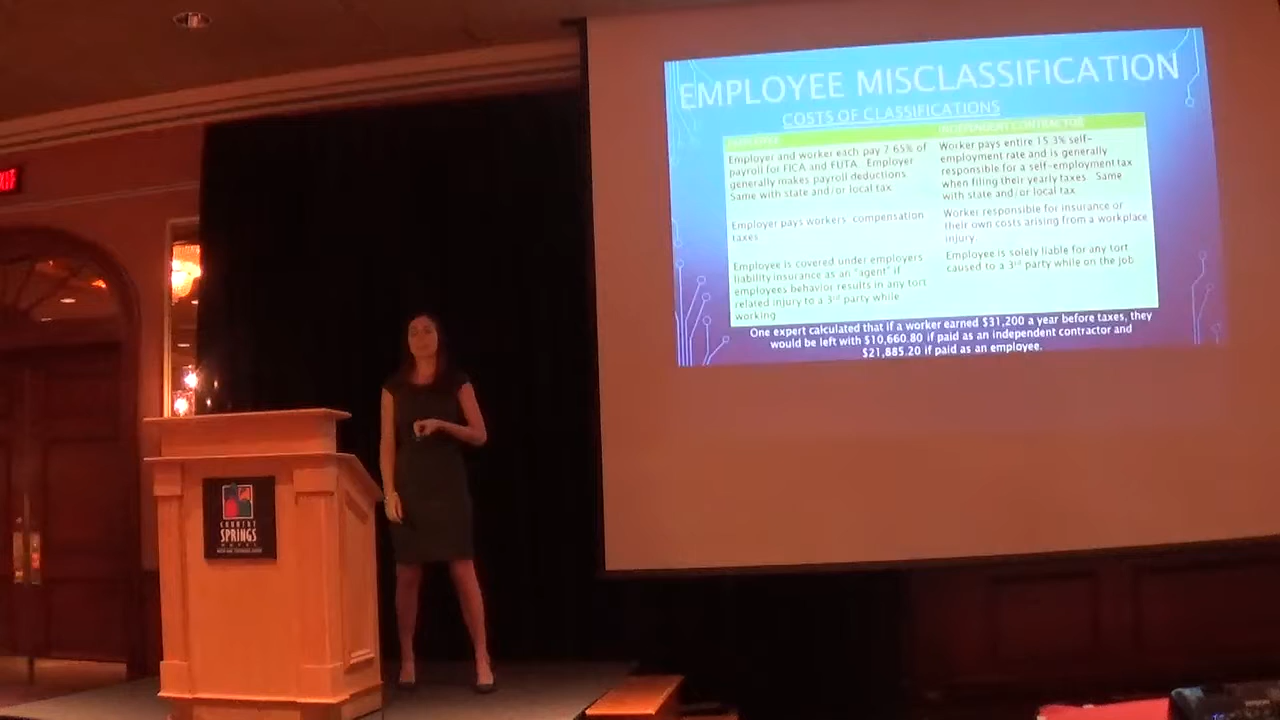 EMPLOYEE MISCLASSIFICATION
COSTS OF CLASSIFICATIONS
EMPLOYEE
Employer and worker each pay 7.65% of
payroll for FICA and FUTA. Employer
generally makes payroll deductions.
Same with state and/or local tax
Employer pays workers' compensation
taxes
Employee is covered under employers
liability insurance as an "agent" if
employees behavior results in any tort
related injury to a 3rd party while
working
INDEPENDENT CONTRACTOR
Worker pays entire 15.3% self-
employment rate and is generally
responsible for a self-employment tax
when filing their yearly taxes. Same
with state and/or local tax
Worker responsible for insurance or
their own costs arising from a workplace
injury.
Employee is solely liable for any tort
caused to a 3rd party while on the job
One expert calculated that if a worker earned $31,200 a year before taxes, they
would be left with $10,660.80 if paid as an independent contractor and
$21,885.20 if paid as an employee.
COUNTRY
SPRINGS
HOTEL